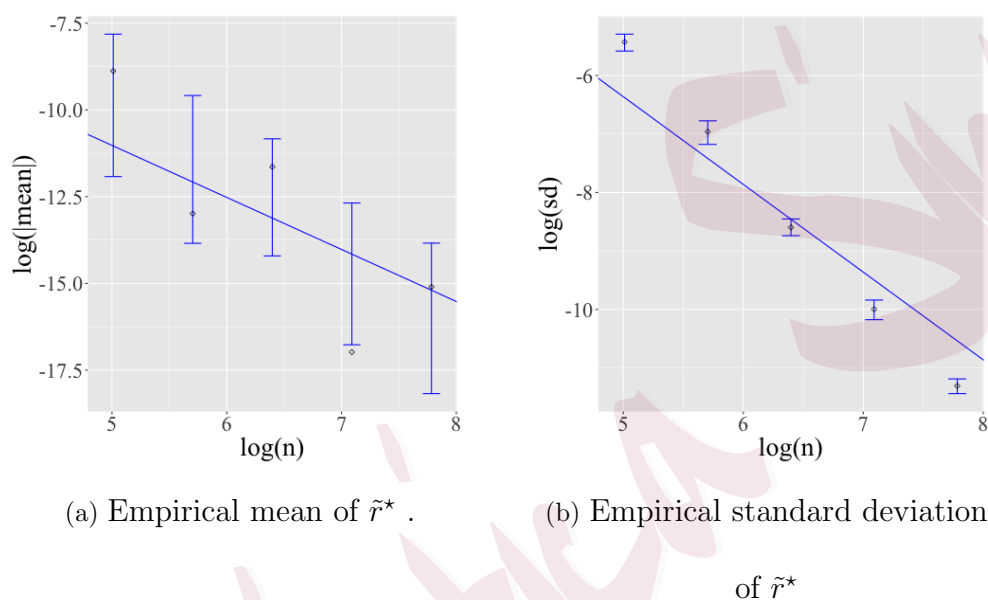 -7.5
-10.0
-12.5
-15.0
-17.5
log(|mean|)
5 6 7 8
log(n)
-6
-8
-10
log(sd)
5 6 7 8
log(n)
(a) Empirical mean of r̃⋆ .
(b) Empirical standard deviation
of r̃⋆